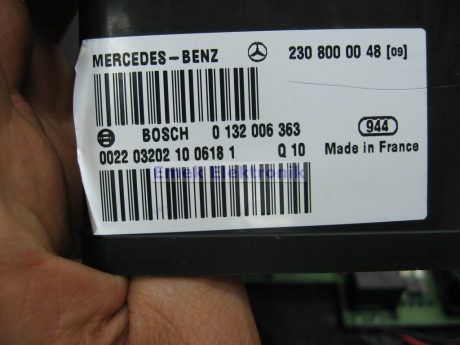 MERCEDES-BENZ 230 800 00 48 [09]
BOSCH 0 132 006 363
944
0022 03202 10 0618 1 Q 10 Made in France
Emek Elektronik